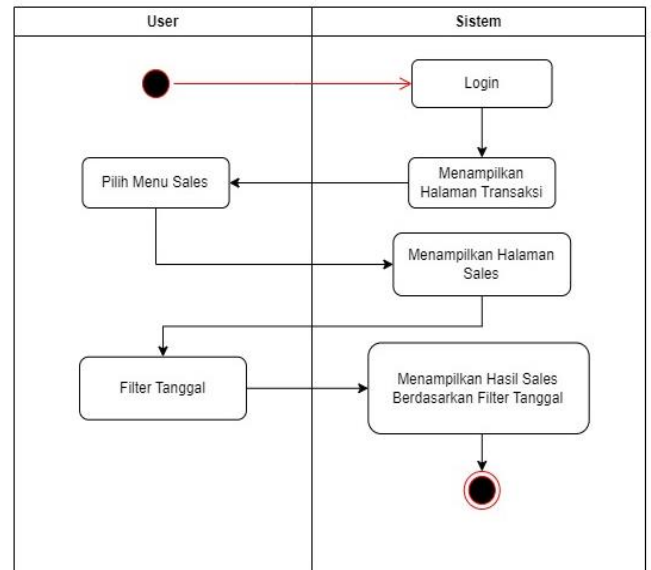 User
Sistem
Login
Menampilkan
Halaman Transaksi
Pilih Menu Sales
Menampilkan Halaman
Sales
Filter Tanggal
Menampilkan Hasil Sales
Berdasarkan Filter Tanggal